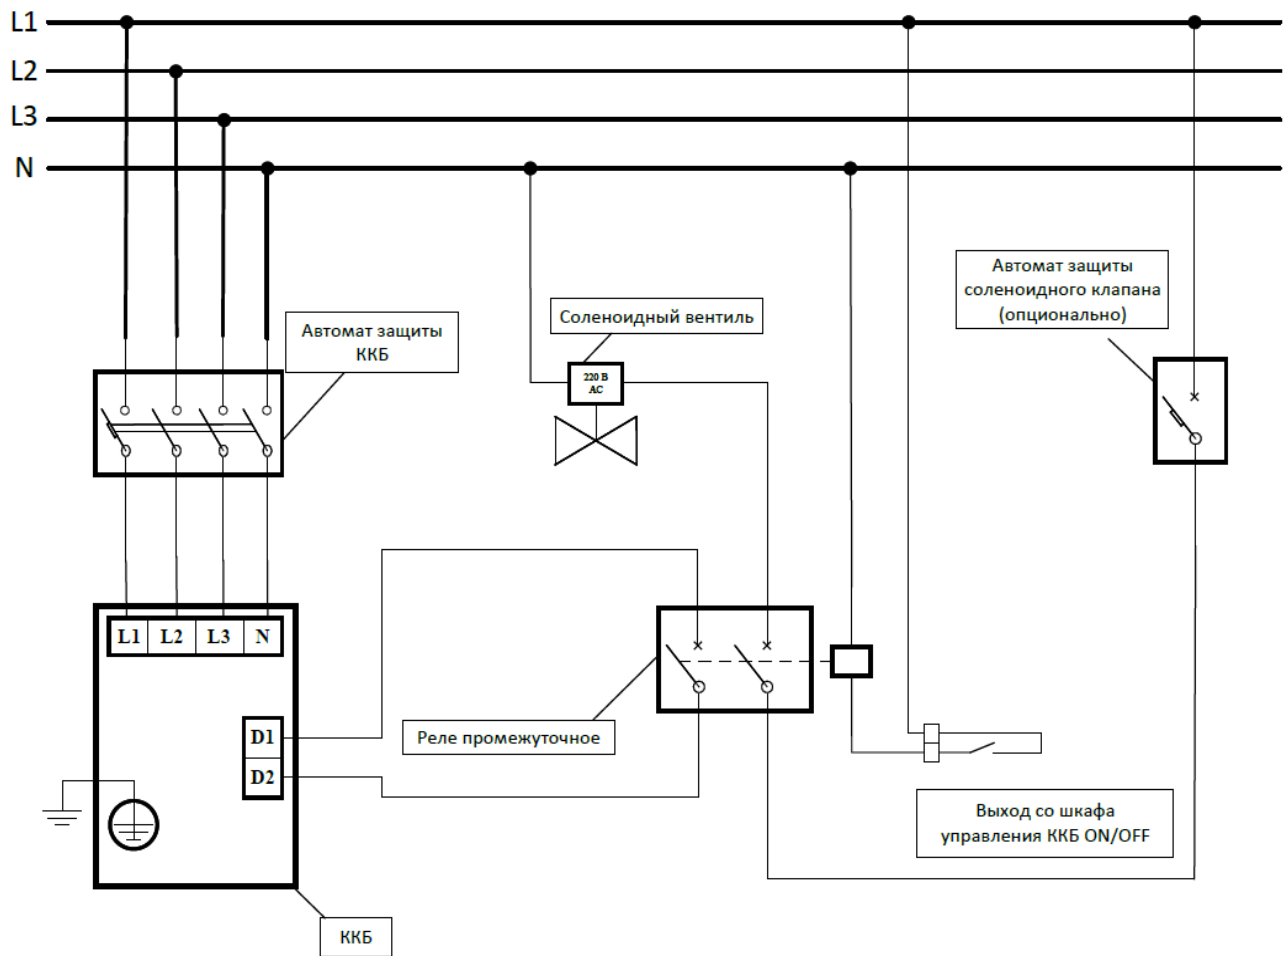 L1
L2
L3
N
Автомат защиты
соленоидного клапана
(опционально)
Соленоидный вентиль
Автомат защиты
ККБ
220 В
AC
L1 L2 L3 N
D1
D2
Реле промежуточное
Выход со шкафа
управления ККБ ON/OFF
ККБ